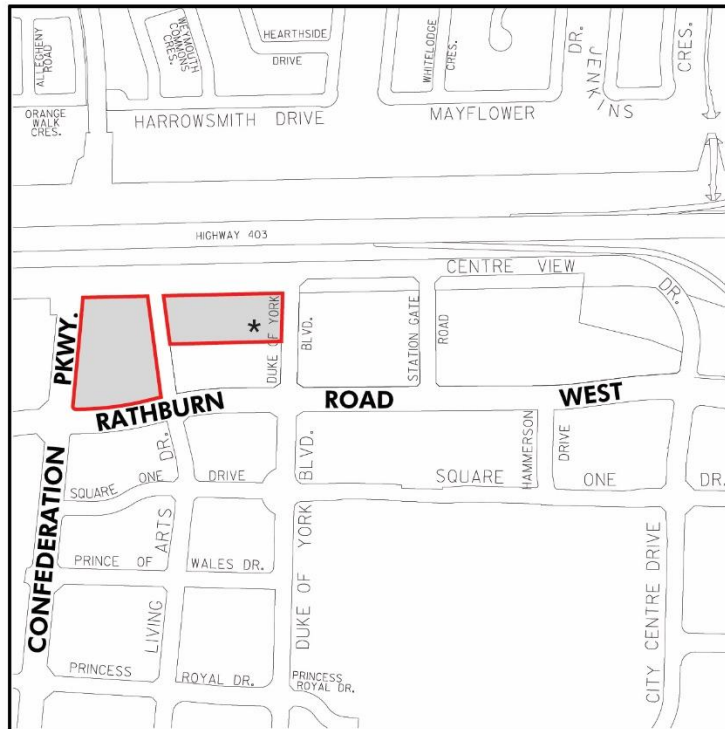 ALLEGHENY
ROAD
WEYMOUTH
COMMONS
CRES.
HEARTHSIDE
DRIVE
WHITELODGE
CRES.
DR.
JENKINS
CRES.
ORANGE
WALK
CRES.
HARROWSMITH DRIVE
MAYFLOWER
HIGHWAY 403
CENTRE VIEW
DR.
PKWY.
*
DUKE OF YORK
BLVD.
STATION GATE
ROAD
RATHBURN
ROAD
WEST
CONFEDERATION
SQUARE ONE
DRIVE
LIVING ARTS DR.
BLVD.
SQUARE ONE DR.
HAMMERSON
DRIVE
PRINCE OF
WALES DR.
DUKE OF YORK
CITY CENTRE DRIVE
PRINCESS
ROYAL DR.
PRINCESS
ROYAL DR.